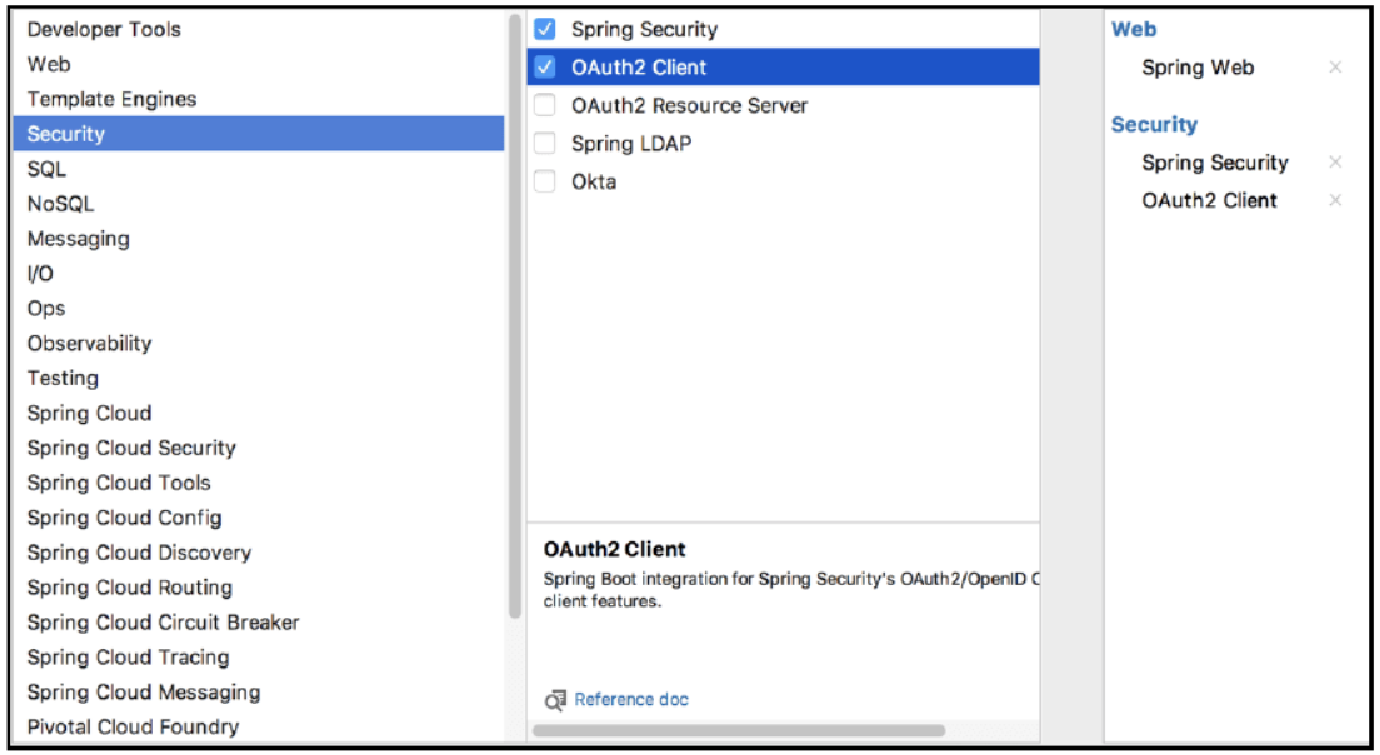 Developer Tools
Web
Template Engines
Security
SQL
NoSQL
Messaging
I/O
Ops
Observability
Testing
Spring Cloud
Spring Cloud Security
Spring Cloud Tools
Spring Cloud Config
Spring Cloud Discovery
Spring Cloud Routing
Spring Cloud Circuit Breaker
Spring Cloud Tracing
Spring Cloud Messaging
Pivotal Cloud Foundry
Spring Security
OAuth2 Client
OAuth2 Resource Server
Spring LDAP
Okta
OAuth2 Client
Spring Boot integration for Spring Security's OAuth2/OpenID C
client features.
Reference doc
Web
Spring Web
Security
Spring Security
OAuth2 Client